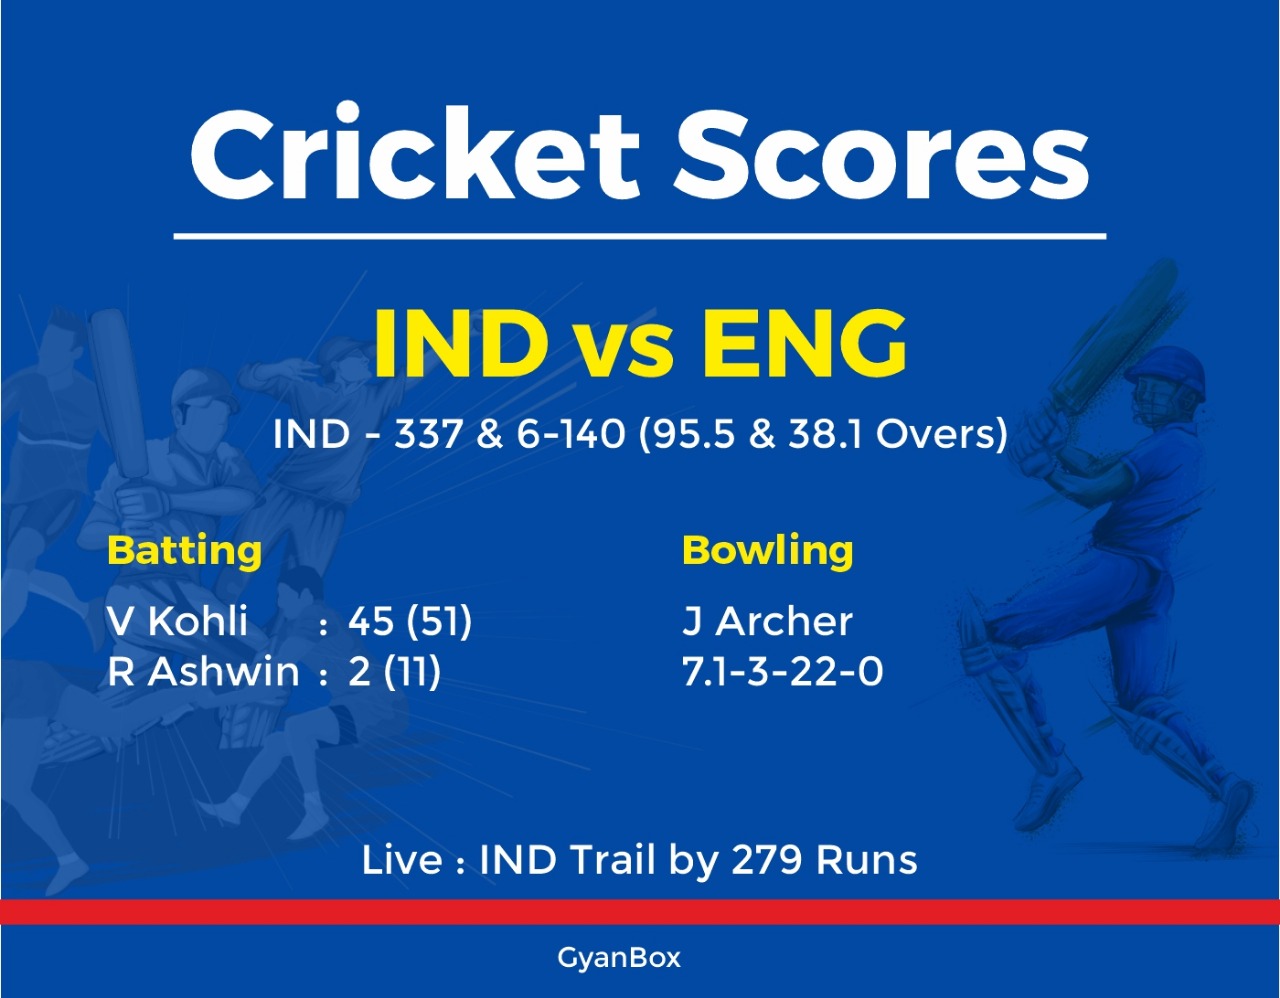 Cricket Scores
IND vs ENG
IND - 337 & 6-140 (95.5 & 38.1 Overs)
Batting
V Kohli : 45 (51)
R Ashwin : 2 (11)
Bowling
J Archer
7.1-3-22-0
Live : IND Trail by 279 Runs
GyanBox